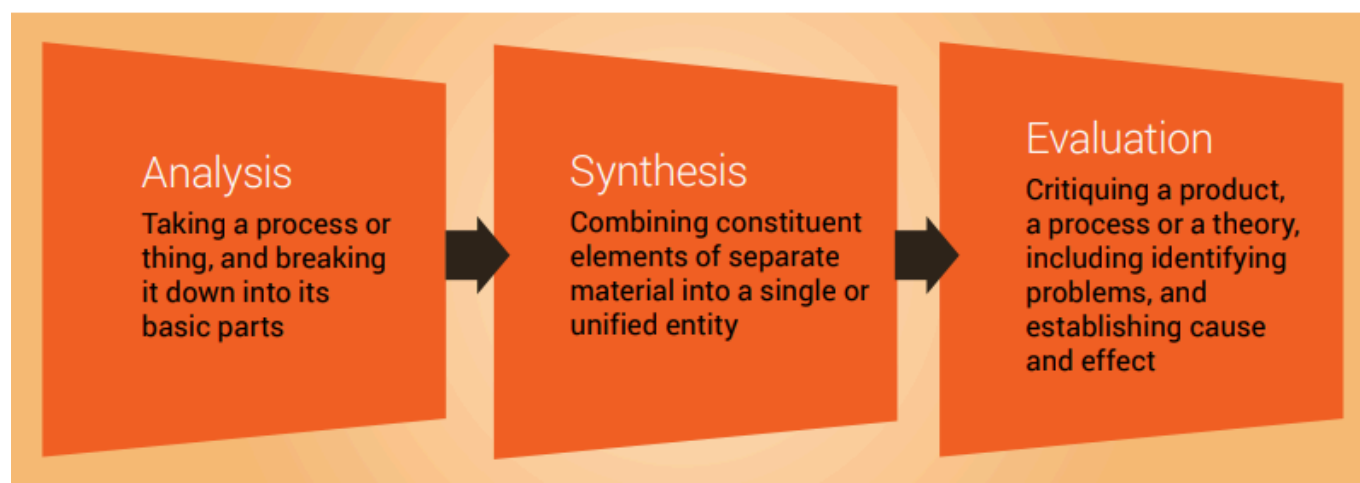 Analysis
Taking a process or
thing, and breaking
it down into its
basic parts
Synthesis
Combining constituent
elements of separate
material into a single or
unified entity
Evaluation
Critiquing a product,
a process or a theory,
including identifying
problems, and
establishing cause
and effect